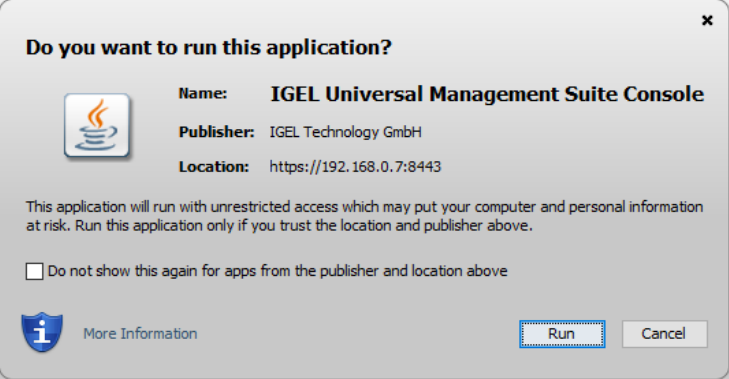 Do you want to run this application?
Name: IGEL Universal Management Suite Console
Publisher: IGEL Technology GmbH
Location: https://192.168.0.7:8443
This application will run with unrestricted access which may put your computer and personal information
at risk. Run this application only if you trust the location and publisher above.
Do not show this again for apps from the publisher and location above
More Information
Run
Cancel